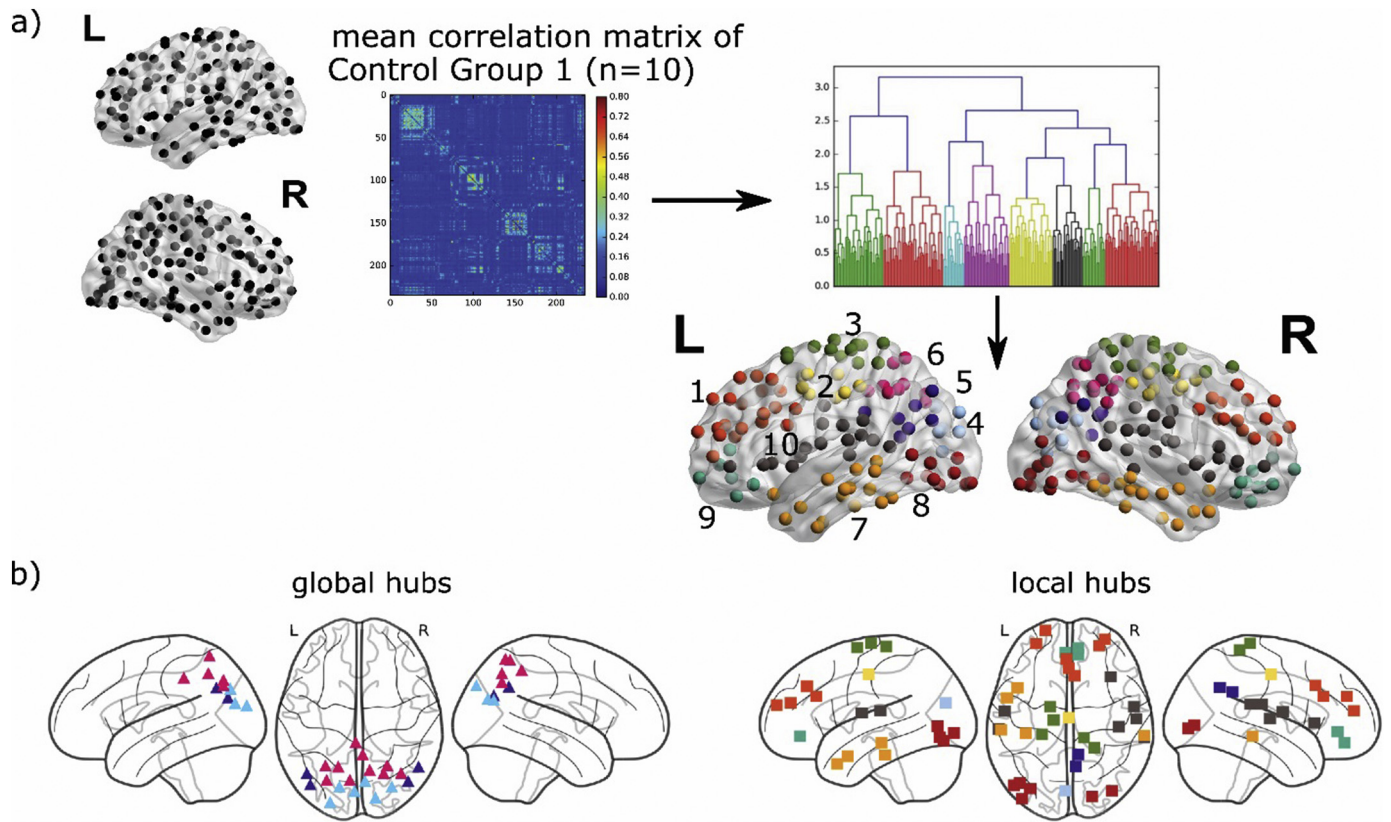 a)
L
R
mean correlation matrix of
Control Group 1 (n=10)
0
50
100
150
200
0 50 100 150 200
0.80
0.72
0.64
0.56
0.48
0.40
0.32
0.24
0.16
0.08
0.00
3.0
2.5
2.0
1.5
1.0
0.5
0.0
L
R
3
6
2
5
1
4
10
9
8
7
b)
global hubs
L R
local hubs
L R